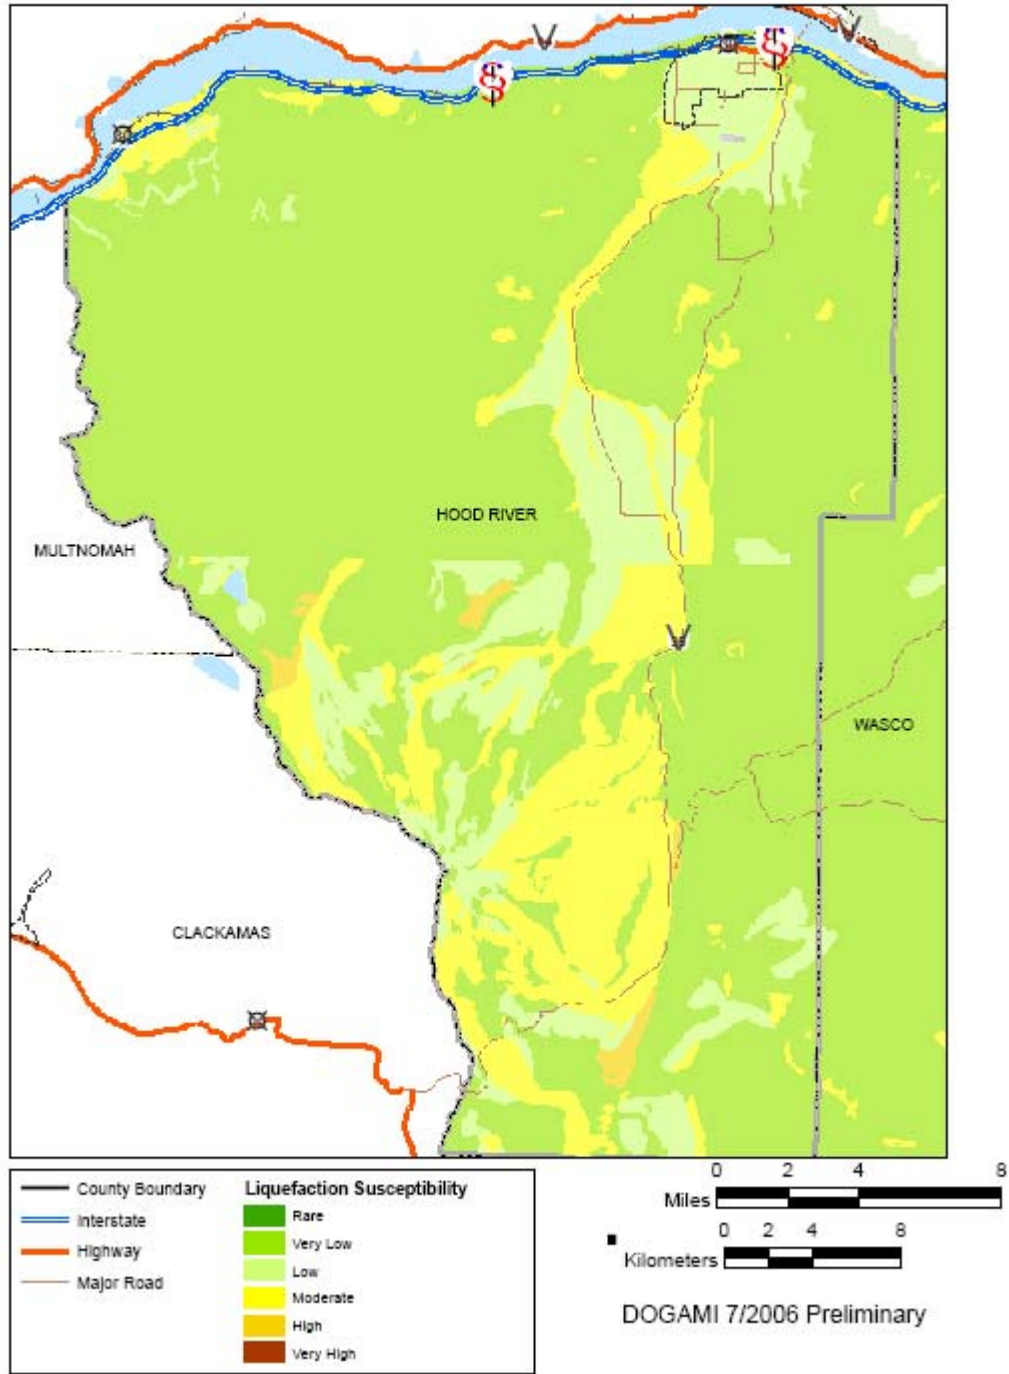 HOOD RIVER
MULTNOMAH
WASCO
CLACKAMAS
County Boundary
Interstate
Highway
Major Road
Liquefaction Susceptibility
Rare
Very Low
Low
Moderate
High
Very High
0 2 4 8
Miles
0 2 4 8
Kilometers
DOGAMI 7/2006 Preliminary